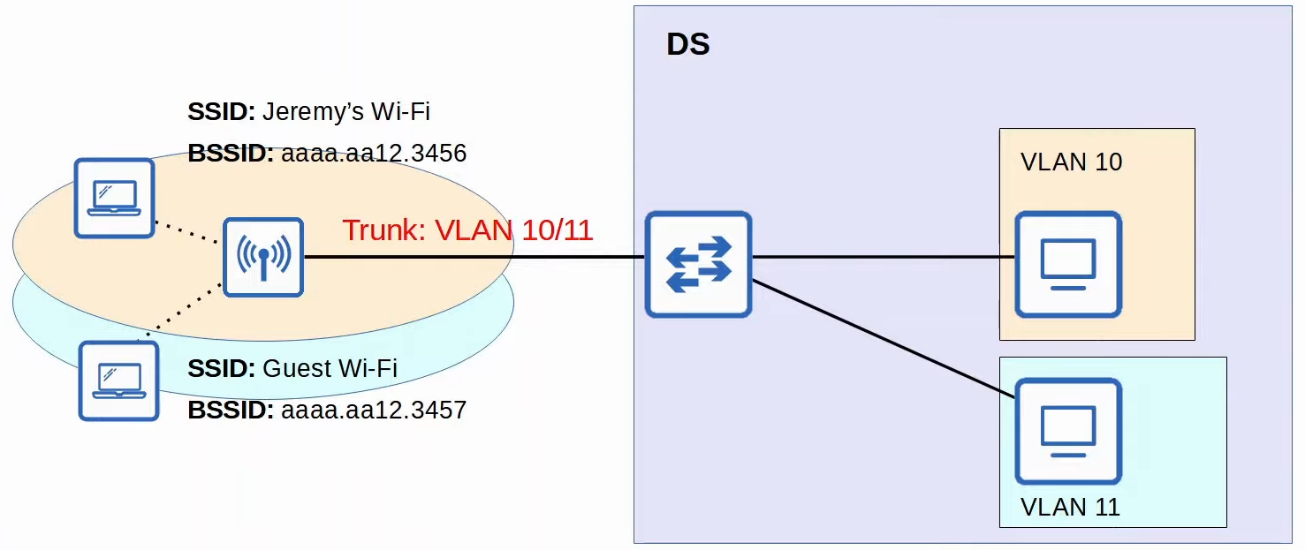 DS
SSID: Jeremy’s Wi-Fi
BSSID: aaaa.aa12.3456
VLAN 10
Trunk: VLAN 10/11
SSID: Guest Wi-Fi
BSSID: aaaa.aa12.3457
VLAN 11